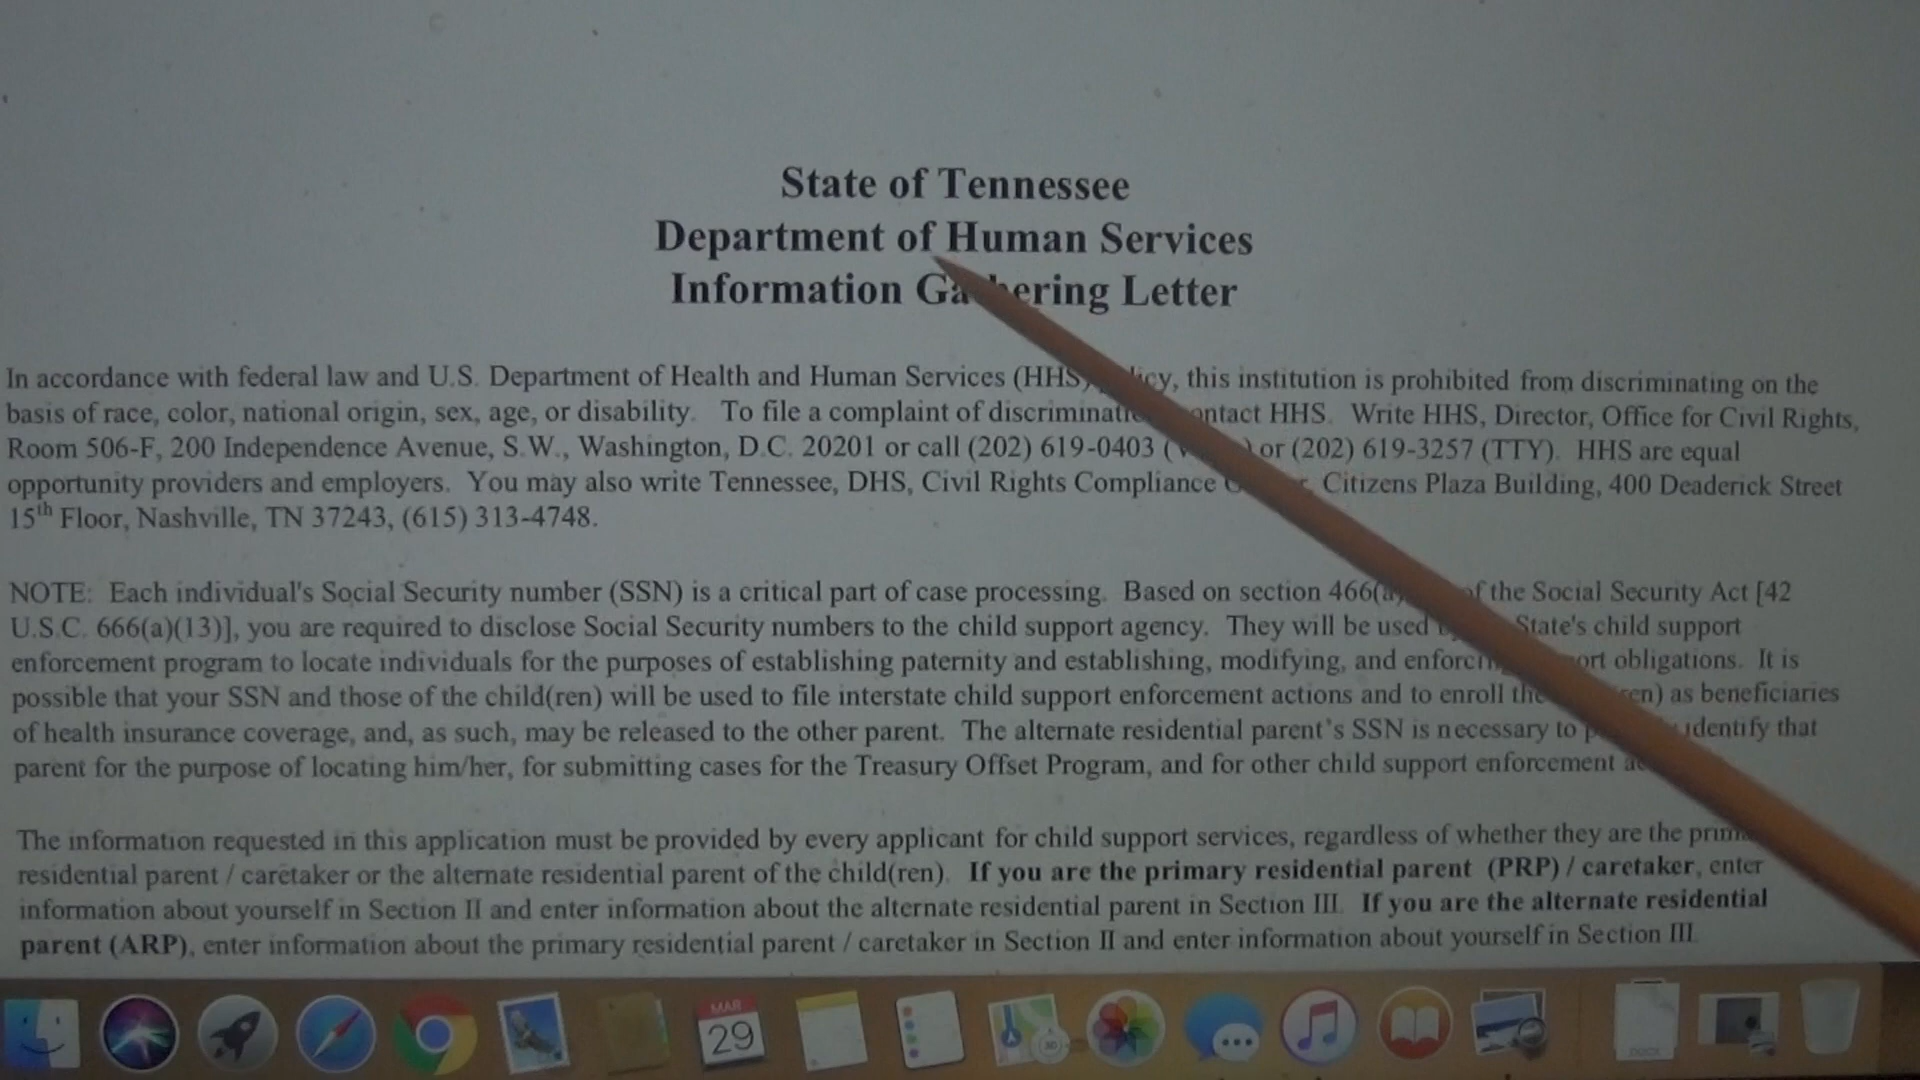 State of Tennessee
Department of Human Services
Information Letter
In accordance with federal law and U.S. Department of Health and Human Services (HHS) this institution is prohibited from discriminating on the
basis of race, color, national origin, sex, age, or disability. To file a complaint of contact HHS. Write HHS, Director, Office for Civil Rights,
Room 506-F, 200 Independence Avenue, S.W., Washington, D.C. 20201 or call (202) 619-0403 or (202) 619-3257 (TTY). HHS are equal
opportunity providers and employers. You may also write Tennessee, DHS, Civil Rights Compliance Citizens Plaza Building, 400 Deaderick Street
15th Floor, Nashville, TN 37243, (615) 313-4748.
NOTE: Each individual's Social Security number (SSN) is a critical part of case processing. Based on section of the Social Security Act [42
U.S.C. 666(a)(13)], you are required to disclose Social Security numbers to the child support agency. They will be used State's child support
enforcement program to locate individuals for the purposes of establishing paternity and establishing, modifying, and obligations. It is
possible that your SSN and those of the child(ren) will be used to file interstate child support enforcement actions and to enroll as beneficiaries
of health insurance coverage, and, as such, may be released to the other parent. The alternate residential parent's SSN is necessary to identify that
parent for the purpose of locating him/her, for submitting cases for the Treasury Offset Program, and for other child support enforcement
The information requested in this application must be provided by every applicant for child support services, regardless of whether they are the
residential parent / caretaker or the alternate residential parent of the child(ren). If you are the primary residential parent (PRP) / caretaker, enter
information about yourself in Section II and enter information about the alternate residential parent in Section III. If you are the alternate residential
parent (ARP), enter information about the primary residential parent / caretaker in Section II and enter information about yourself in Section III.
MAR
29
3D
DOCX